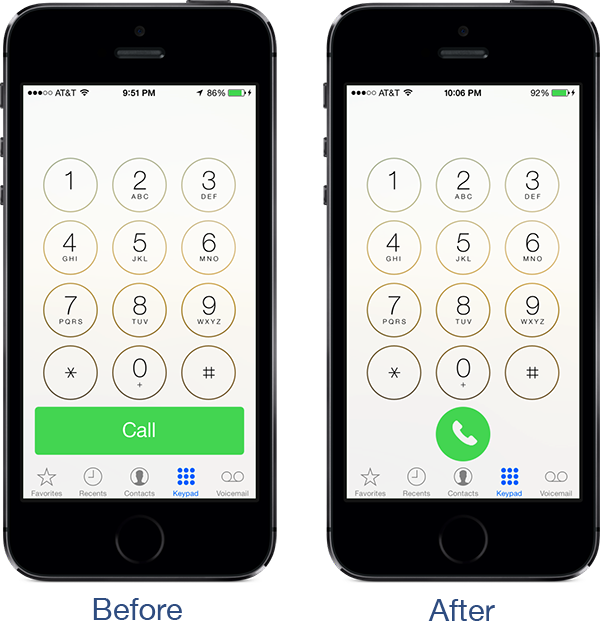 AT&T 9:51 PM 86%
1
2 ABC
3 DEF
4 GHI
5 JKL
6 MNO
7 PQRS
8 TUV
9 WXYZ
*
0 +
#
Call
Favorites Recents Contacts Keypad Voicemail
Before
AT&T 10:06 PM 92%
1
2 ABC
3 DEF
4 GHI
5 JKL
6 MNO
7 PQRS
8 TUV
9 WXYZ
*
0 +
#
Favorites Recents Contacts Keypad Voicemail
After